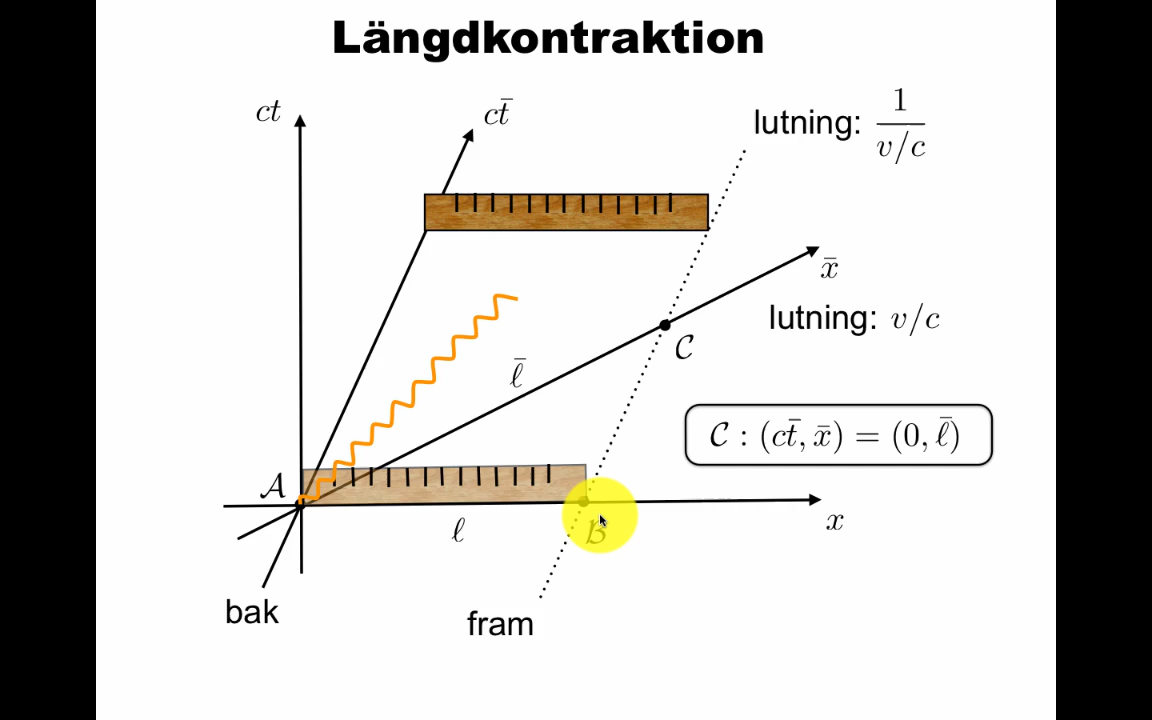 Längdkontraktion
ct
ct̄
lutning: 1/(v/c)
x̄
lutning: v/c
𝒞
ℓ̄
𝒞 : (ct̄, x̄) = (0, ℓ̄)
𝒜
ℓ
ℬ
x
bak
fram